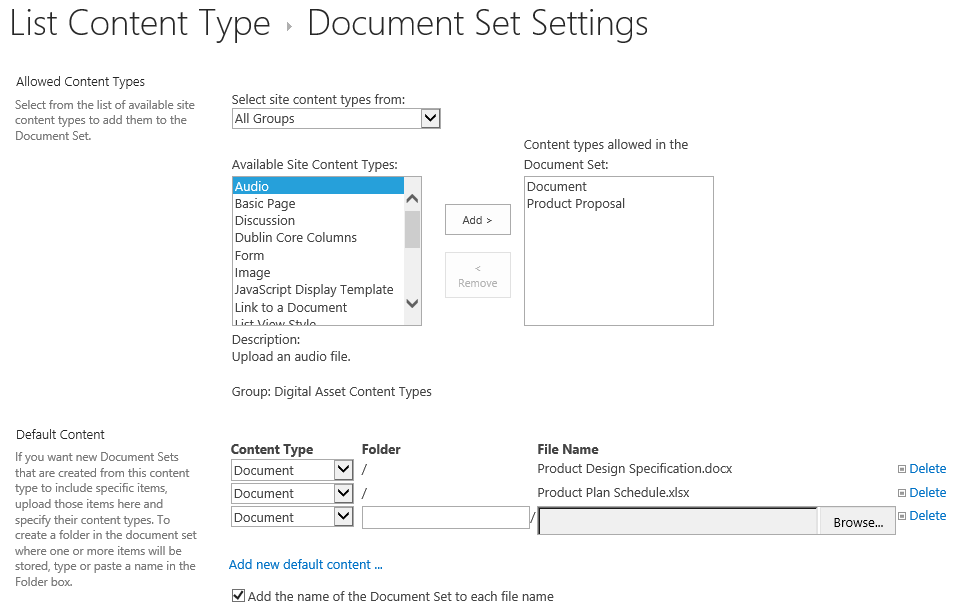 List Content Type ▸ Document Set Settings
Allowed Content Types
Select from the list of available site
content types to add them to the
Document Set.
Select site content types from:
All Groups
Available Site Content Types:
Audio
Basic Page
Discussion
Dublin Core Columns
Form
Image
JavaScript Display Template
Link to a Document
List View Style
Add >
<
Remove
Content types allowed in the
Document Set:
Document
Product Proposal
Description:
Upload an audio file.
Group: Digital Asset Content Types
Default Content
If you want new Document Sets
that are created from this content
type to include specific items,
upload those items here and
specify their content types. To
create a folder in the document set
where one or more items will be
stored, type or paste a name in the
Folder box.
Content Type Folder File Name
Document / Product Design Specification.docx Delete
Document / Product Plan Schedule.xlsx Delete
Document / Browse... Delete
Add new default content ...
Add the name of the Document Set to each file name